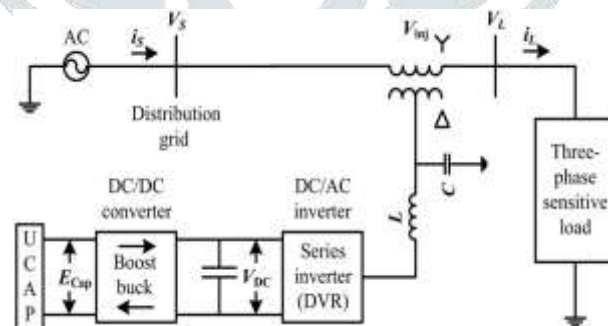 AC
i_S
V_S
V_inj
Y
V_L
i_L
Distribution
grid
Δ
Three-
phase
sensitive
load
C
L
DC/DC
converter
DC/AC
inverter
U
C
A
P
E_Cap
Boost
buck
V_DC
Series
inverter
(DVR)